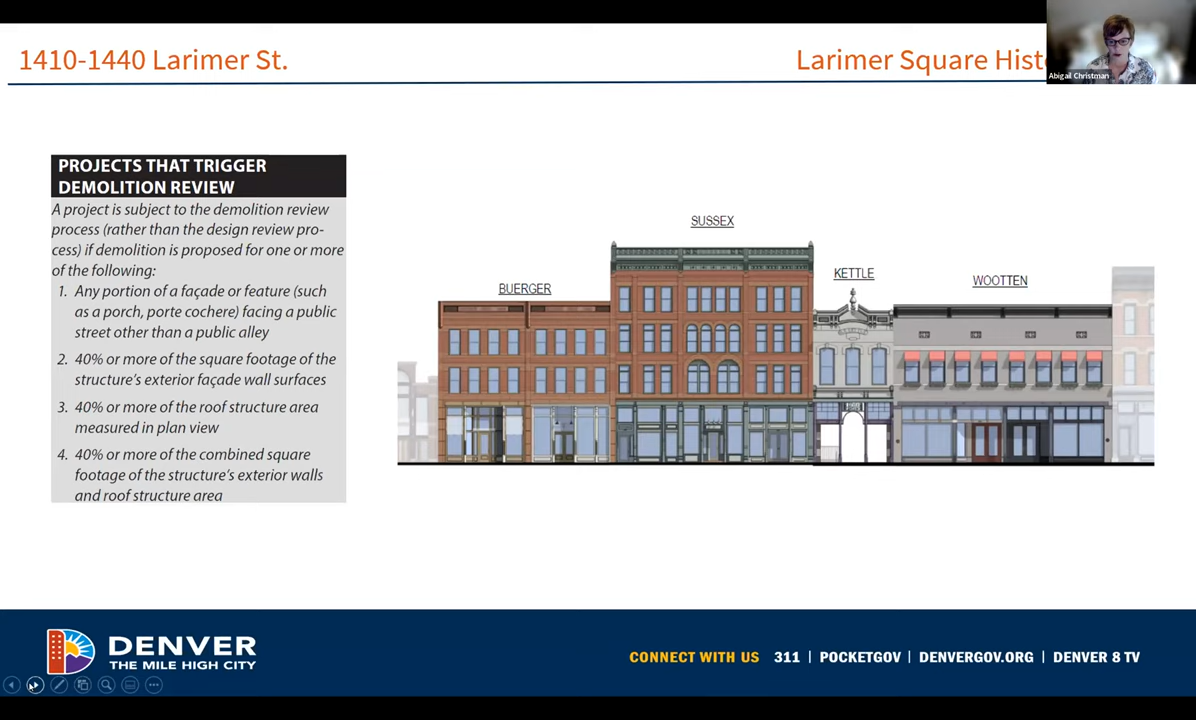 1410-1440 Larimer St.
Larimer Square Hist
Abigail Christman
PROJECTS THAT TRIGGER
DEMOLITION REVIEW
A project is subject to the demolition review
process (rather than the design review pro-
cess) if demolition is proposed for one or more
of the following:
1. Any portion of a façade or feature (such
as a porch, porte cochere) facing a public
street other than a public alley
2. 40% or more of the square footage of the
structure's exterior façade wall surfaces
3. 40% or more of the roof structure area
measured in plan view
4. 40% or more of the combined square
footage of the structure's exterior walls
and roof structure area
SUSSEX
KETTLE
WOOTTEN
BUERGER
DENVER
THE MILE HIGH CITY
CONNECT WITH US 311 | POCKETGOV | DENVERGOV.ORG | DENVER 8 TV